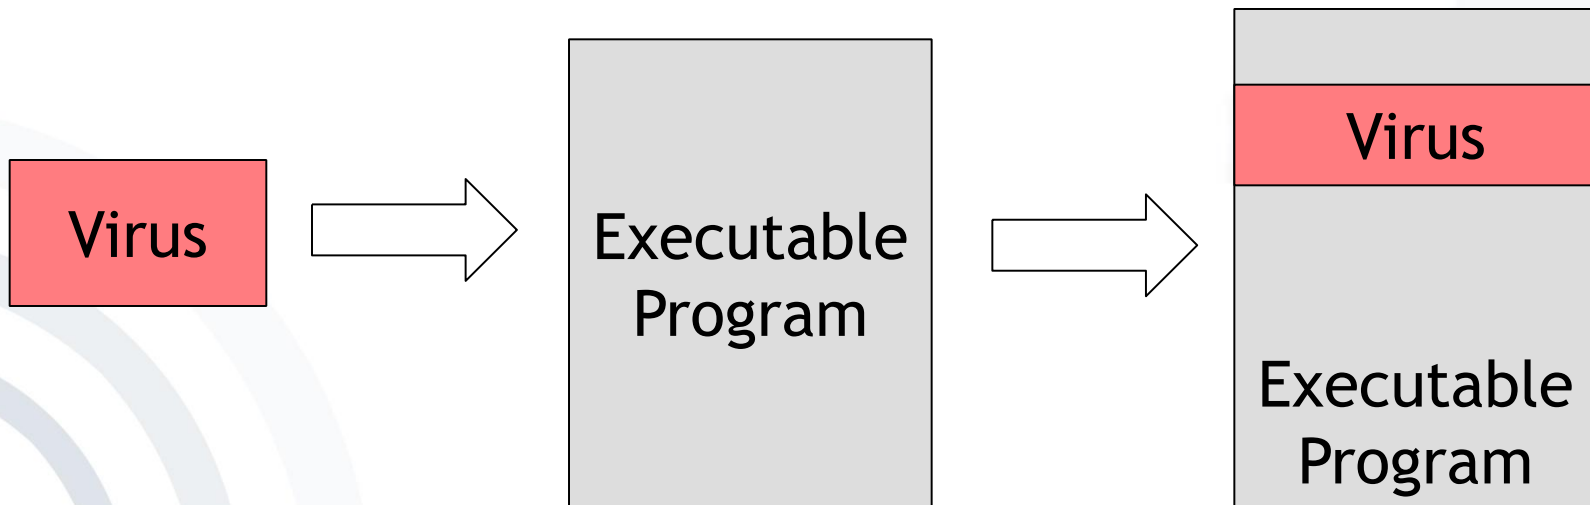 Virus
Executable
Program
Virus
Executable
Program